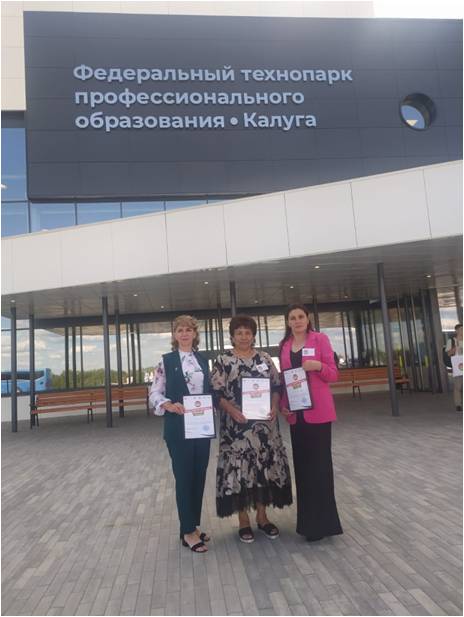 Федеральный технопарк
профессионального
образования • Калуга